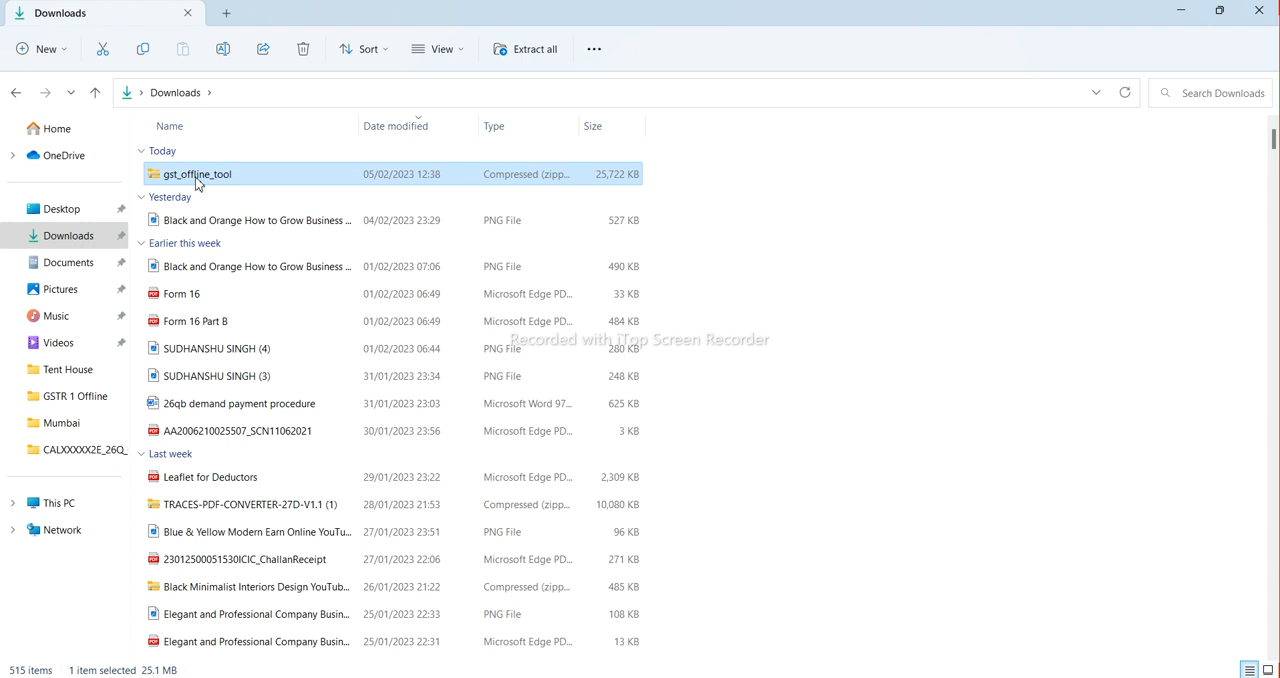 Downloads
New Sort View Extract all
Downloads Search Downloads
Name Date modified Type Size
Home
OneDrive
Desktop
Downloads
Documents
Pictures
Music
Videos
Tent House
GSTR 1 Offline
Mumbai
CALXXXXX2E_26Q_
This PC
Network
Today
gst_offline_tool 05/02/2023 12:38 Compressed (zipp... 25,722 KB
Yesterday
Black and Orange How to Grow Business ... 04/02/2023 23:29 PNG File 527 KB
Earlier this week
Black and Orange How to Grow Business ... 01/02/2023 07:06 PNG File 490 KB
Form 16 01/02/2023 06:49 Microsoft Edge PD... 33 KB
Form 16 Part B 01/02/2023 06:49 Microsoft Edge PD... 484 KB
Recorded with iTop Screen Recorder
SUDHANSHU SINGH (4) 01/02/2023 06:44 PNG File 280 KB
SUDHANSHU SINGH (3) 31/01/2023 23:34 PNG File 248 KB
26qb demand payment procedure 31/01/2023 23:03 Microsoft Word 97... 625 KB
AA2006210025507_SCN11062021 30/01/2023 23:56 Microsoft Edge PD... 3 KB
Last week
Leaflet for Deductors 29/01/2023 23:22 Microsoft Edge PD... 2,309 KB
TRACES-PDF-CONVERTER-27D-V1.1 (1) 28/01/2023 21:53 Compressed (zipp... 10,080 KB
Blue & Yellow Modern Earn Online YouTu... 27/01/2023 23:51 PNG File 96 KB
23012500051530ICIC_ChallanReceipt 27/01/2023 22:06 Microsoft Edge PD... 271 KB
Black Minimalist Interiors Design YouTub... 26/01/2023 21:22 Compressed (zipp... 485 KB
Elegant and Professional Company Busin... 25/01/2023 22:33 PNG File 108 KB
Elegant and Professional Company Busin... 25/01/2023 22:31 Microsoft Edge PD... 13 KB
515 items 1 item selected 25.1 MB